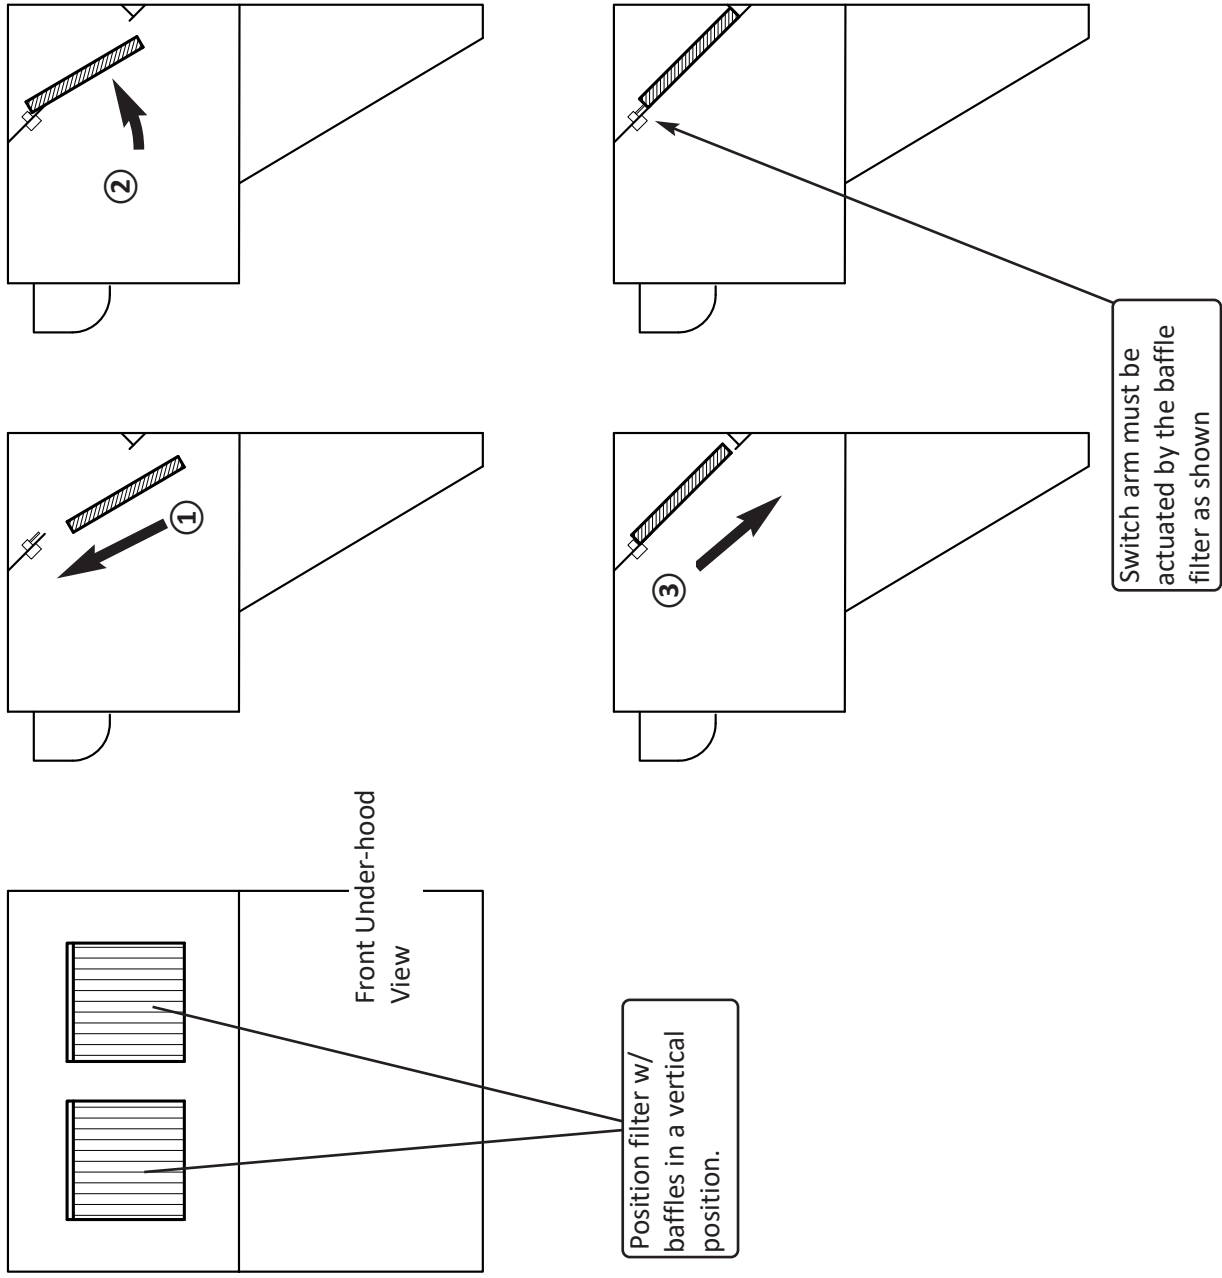 Front Under-hood
View
Position filter w/
baffles in a vertical
position.
①
②
③
Switch arm must be
actuated by the baffle
filter as shown